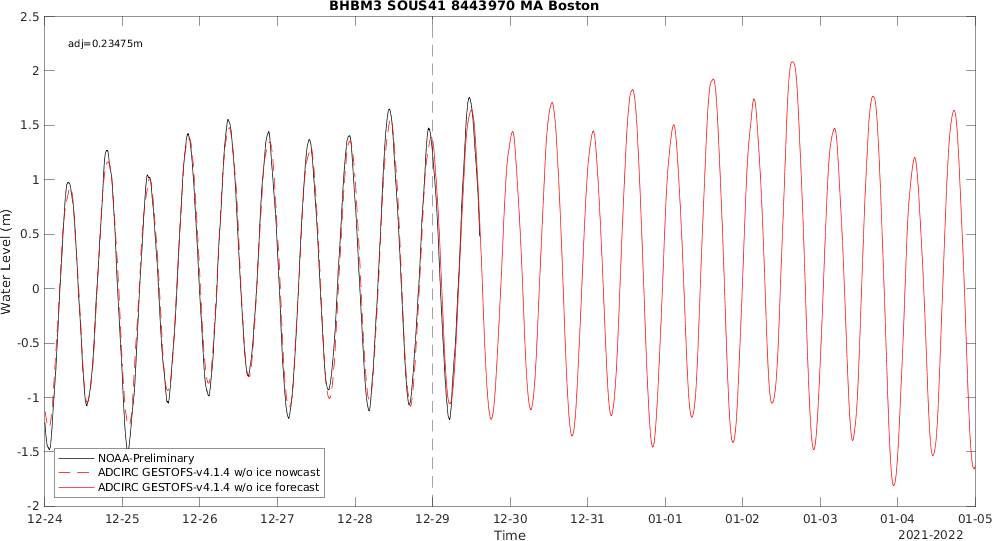 BHBM3 SOUS41 8443970 MA Boston
adj=0.23475m
2.5
2
1.5
1
0.5
0
-0.5
-1
-1.5
-2
Water Level (m)
NOAA-Preliminary
ADCIRC GESTOFS-v4.1.4 w/o ice nowcast
ADCIRC GESTOFS-v4.1.4 w/o ice forecast
12-24 12-25 12-26 12-27 12-28 12-29 12-30 12-31 01-01 01-02 01-03 01-04 01-05
Time
2021-2022